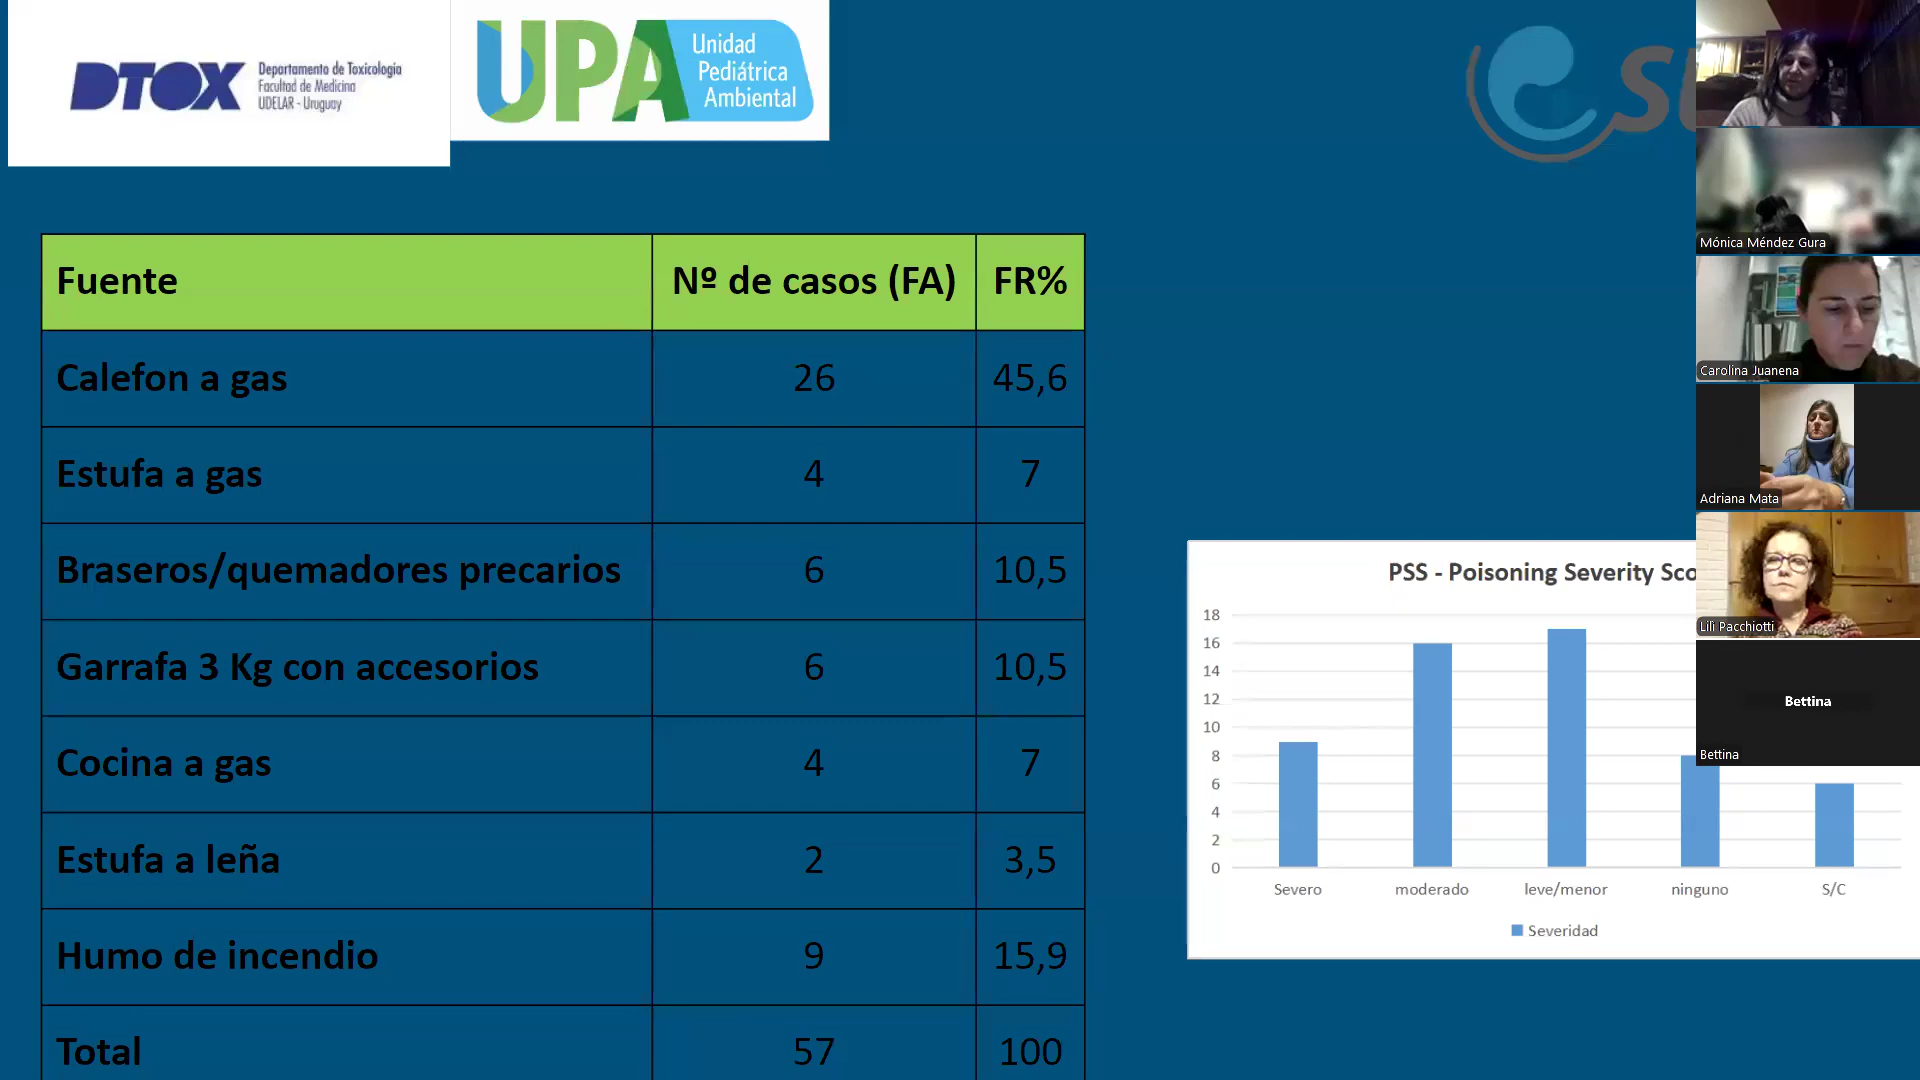 DTOX
Departamento de Toxicología
Facultad de Medicina
UDELAR - Uruguay
UPA
Unidad
Pediátrica
Ambiental
Fuente Nº de casos (FA) FR%
Calefon a gas 26 45,6
Estufa a gas 4 7
Braseros/quemadores precarios 6 10,5
Garrafa 3 Kg con accesorios 6 10,5
Cocina a gas 4 7
Estufa a leña 2 3,5
Humo de incendio 9 15,9
Total 57 100
PSS - Poisoning Severity Sco
18
16
14
12
10
8
6
4
2
0
Severo moderado leve/menor ninguno S/C
Severidad
Mónica Méndez Gura
Carolina Juanena
Adriana Mata
Lili Pacchiotti
Bettina
Bettina